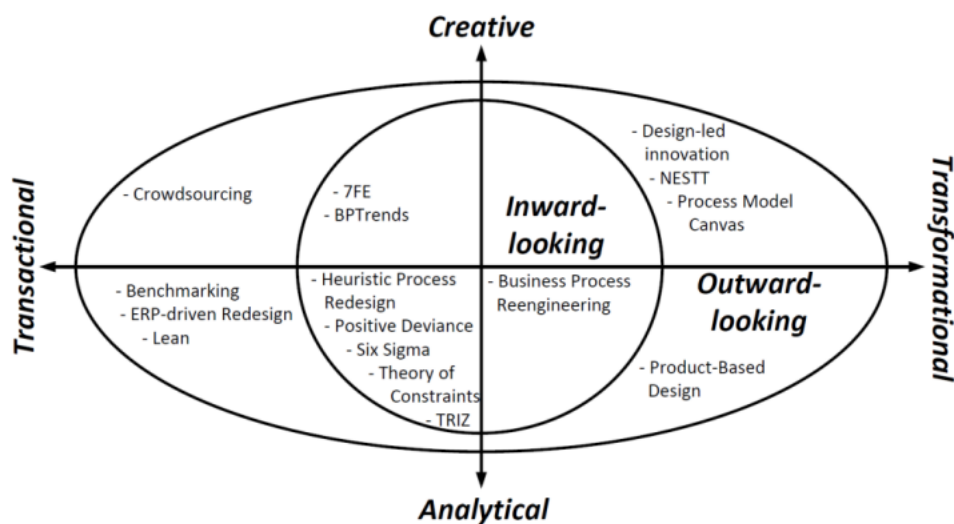 Creative
- Design-led
innovation
- NESTT
- Process Model
Canvas
- Crowdsourcing
- 7FE
- BPTrends
Inward-
looking
Transactional
Transformational
- Benchmarking
- ERP-driven Redesign
- Lean
- Heuristic Process
Redesign
- Positive Deviance
- Six Sigma
- Theory of
Constraints
- TRIZ
- Business Process
Reengineering
Outward-
looking
- Product-Based
Design
Analytical